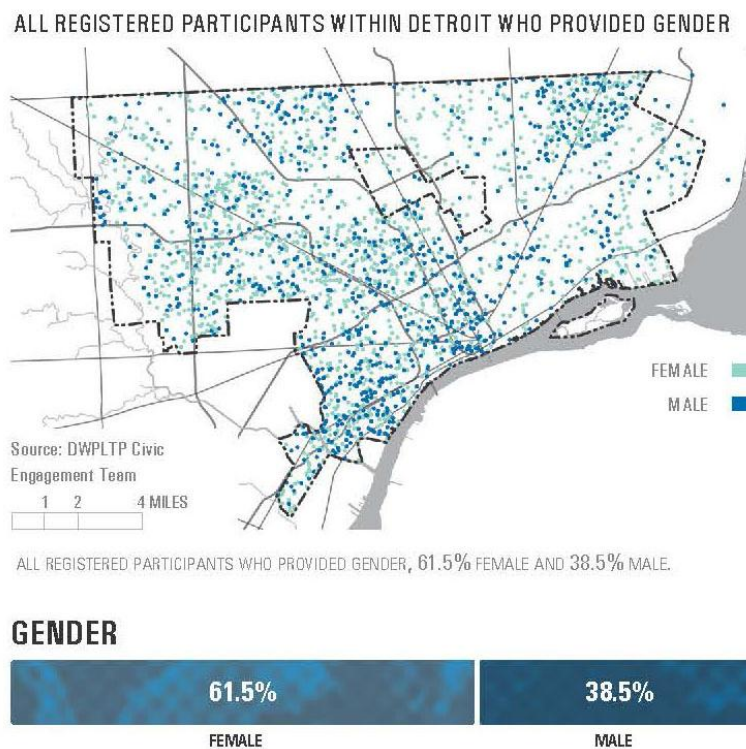 ALL REGISTERED PARTICIPANTS WITHIN DETROIT WHO PROVIDED GENDER
FEMALE
MALE
Source: DWPLTP Civic
Engagement Team
1 2 4 MILES
ALL REGISTERED PARTICIPANTS WHO PROVIDED GENDER, 61.5% FEMALE AND 38.5% MALE.
GENDER
61.5% 38.5%
FEMALE MALE